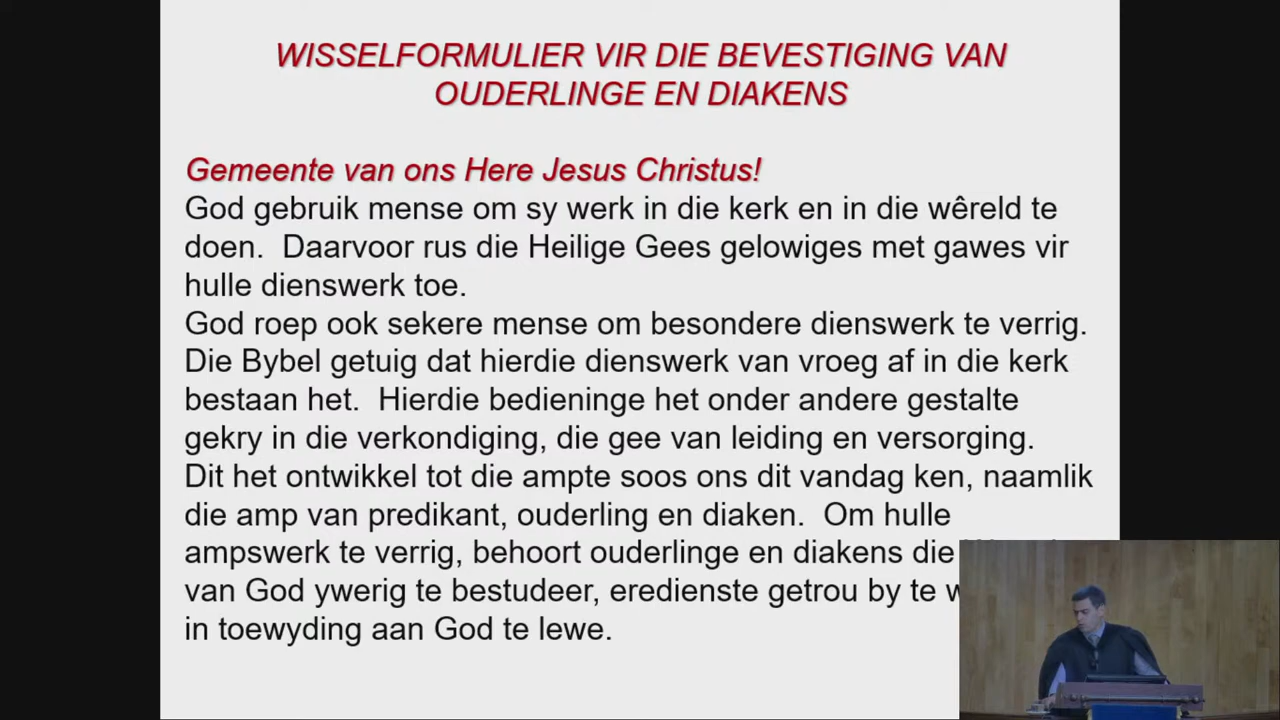 WISSELFORMULIER VIR DIE BEVESTIGING VAN
OUDERLINGE EN DIAKENS
Gemeente van ons Here Jesus Christus!
God gebruik mense om sy werk in die kerk en in die wêreld te
doen. Daarvoor rus die Heilige Gees gelowiges met gawes vir
hulle dienswerk toe.
God roep ook sekere mense om besondere dienswerk te verrig.
Die Bybel getuig dat hierdie dienswerk van vroeg af in die kerk
bestaan het. Hierdie bedieninge het onder andere gestalte
gekry in die verkondiging, die gee van leiding en versorging.
Dit het ontwikkel tot die ampte soos ons dit vandag ken, naamlik
die amp van predikant, ouderling en diaken. Om hulle
ampswerk te verrig, behoort ouderlinge en diakens die
van God ywerig te bestudeer, eredienste getrou by te
in toewyding aan God te lewe.